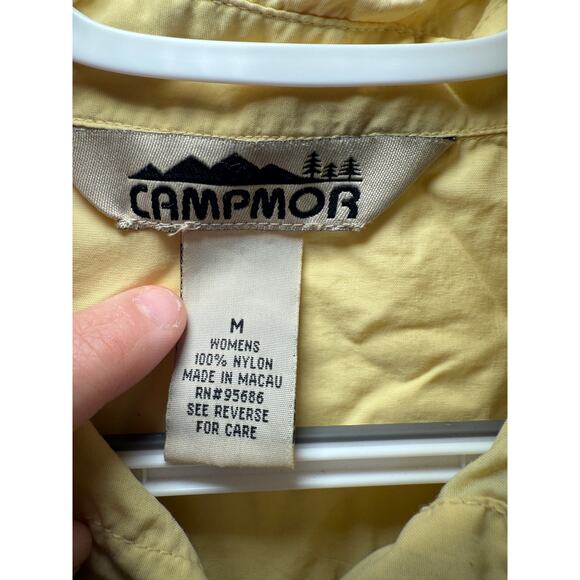 CAMPMOR
M
WOMENS
100% NYLON
MADE IN MACAU
RN#95686
SEE REVERSE
FOR CARE